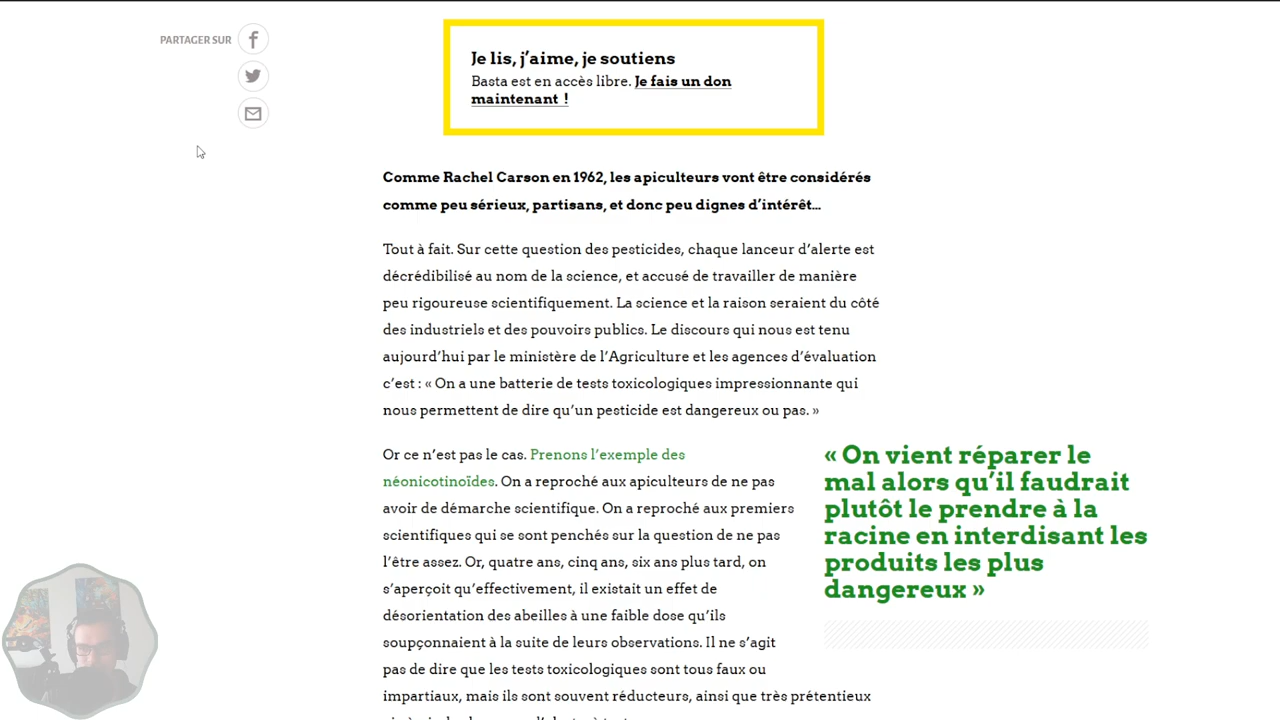 PARTAGER SUR
Je lis, j’aime, je soutiens
Basta est en accès libre. Je fais un don
maintenant !
Comme Rachel Carson en 1962, les apiculteurs vont être considérés
comme peu sérieux, partisans, et donc peu dignes d’intérêt...
Tout à fait. Sur cette question des pesticides, chaque lanceur d’alerte est
décrédibilisé au nom de la science, et accusé de travailler de manière
peu rigoureuse scientifiquement. La science et la raison seraient du côté
des industriels et des pouvoirs publics. Le discours qui nous est tenu
aujourd’hui par le ministère de l’Agriculture et les agences d’évaluation
c’est : « On a une batterie de tests toxicologiques impressionnante qui
nous permettent de dire qu’un pesticide est dangereux ou pas. »
Or ce n’est pas le cas. Prenons l’exemple des
néonicotinoïdes. On a reproché aux apiculteurs de ne pas
avoir de démarche scientifique. On a reproché aux premiers
scientifiques qui se sont penchés sur la question de ne pas
l’être assez. Or, quatre ans, cinq ans, six ans plus tard, on
s’aperçoit qu’effectivement, il existait un effet de
désorientation des abeilles à une faible dose qu’ils
soupçonnaient à la suite de leurs observations. Il ne s’agit
pas de dire que les tests toxicologiques sont tous faux ou
impartiaux, mais ils sont souvent réducteurs, ainsi que très prétentieux
« On vient réparer le
mal alors qu’il faudrait
plutôt le prendre à la
racine en interdisant les
produits les plus
dangereux »